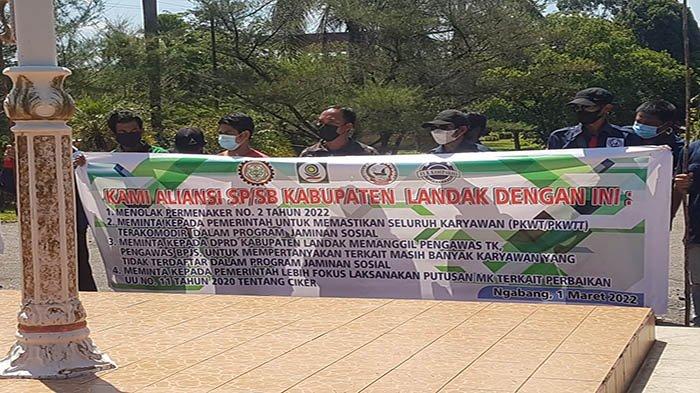 KAMI ALIANSI SP/SB KABUPATEN LANDAK DENGAN INI :
1. MENOLAK PERMENAKER NO. 2 TAHUN 2022
2. MEMINTA KEPADA PEMERINTAH UNTUK MEMASTIKAN SELURUH KARYAWAN (PKWT/PKWTT)
TERAKOMODIR DALAM PROGRAM JAMINAN SOSIAL
3. MEMINTA KEPADA DPRD KABUPATEN LANDAK MEMANGGIL PENGAWAS TK,
PENGAWAS BPJS UNTUK MEMPERTANYAKAN TERKAIT MASIH BANYAK KARYAWAN YANG
TIDAK TERDAFTAR DALAM PROGRAM JAMINAN SOSIAL
4. MEMINTA KEPADA PEMERINTAH LEBIH FOKUS LAKSANAKAN PUTUSAN MK TERKAIT PERBAIKAN
UU NO. 11 TAHUN 2020 TENTANG CIKER
Ngabang, 1 Maret 2022